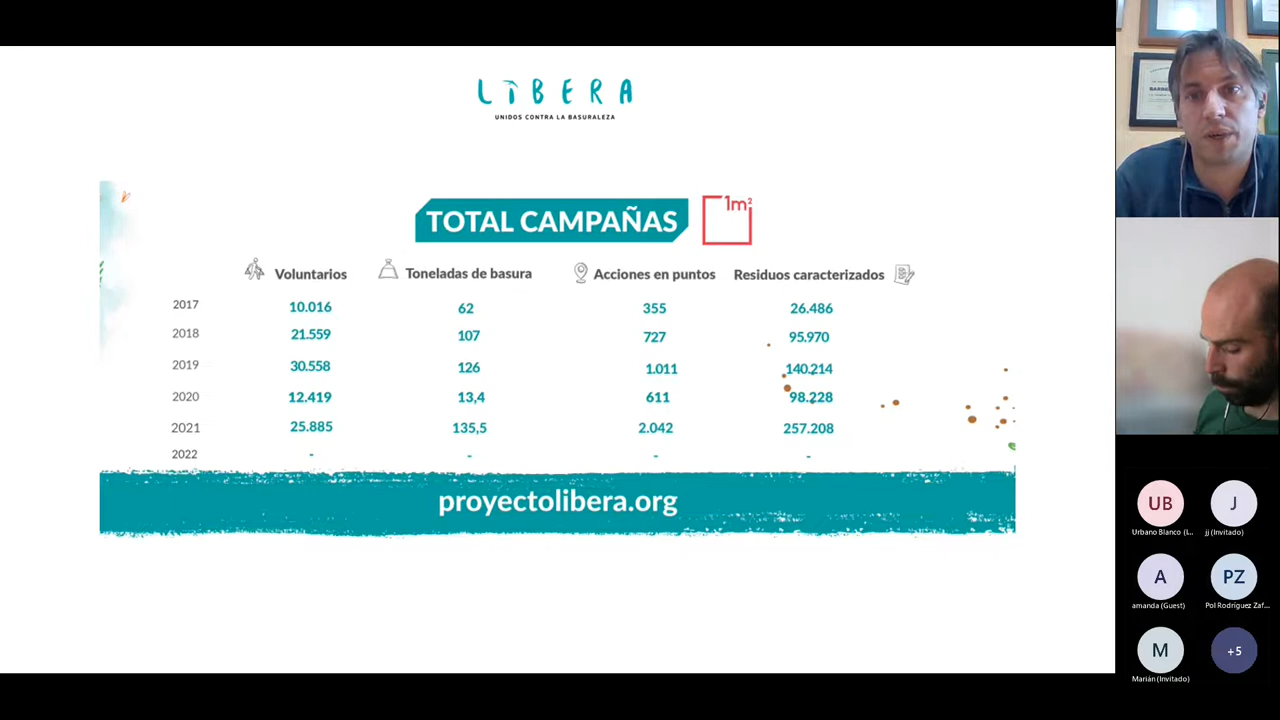 LIBERA
UNIDOS CONTRA LA BASURALEZA
TOTAL CAMPAÑAS
1m²
Voluntarios Toneladas de basura Acciones en puntos Residuos caracterizados
2017 10.016 62 355 26.486
2018 21.559 107 727 95.970
2019 30.558 126 1.011 140.214
2020 12.419 13,4 611 98.228
2021 25.885 135,5 2.042 257.208
2022 - - - -
proyectolibera.org
UB J
Urbano Blanco (I... jj (Invitado)
A PZ
amanda (Guest) Pol Rodríguez Zaf...
M +5
Marián (Invitado)